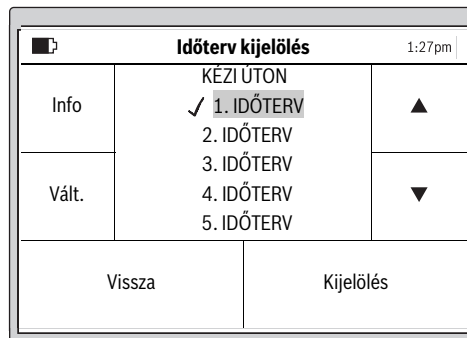 Időterv kijelölés 1:27pm
KÉZI ÚTON
Info
✓ 1. IDŐTERV
▲
2. IDŐTERV
3. IDŐTERV
Vált.
4. IDŐTERV
▼
5. IDŐTERV
Vissza
Kijelölés